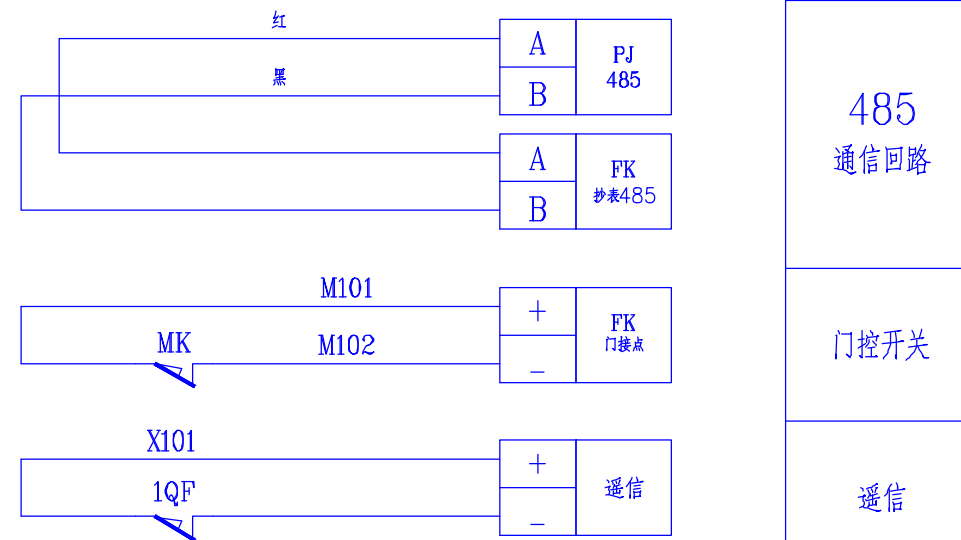 红
A
PJ
485
黑
B
485
通信回路
A
FK
抄表485
B
M101
+
FK
门接点
MK
M102
-
门控开关
X101
+
遥信
1QF
-
遥信